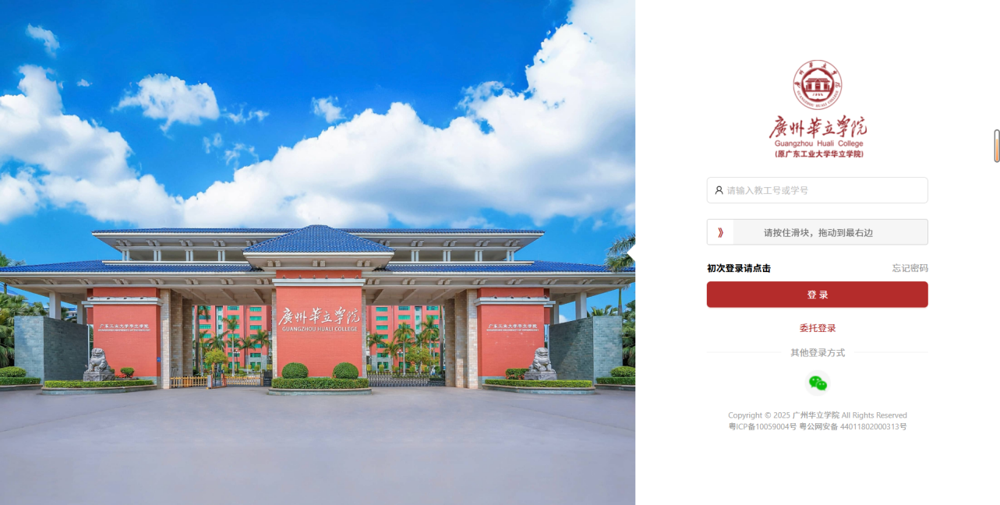 廣州華立學院
GUANGZHOU HUALI COLLEGE
广东工业大学华立学院
广东工业大学华立学院
廣州華立學院
Guangzhou Huali College
(原广东工业大学华立学院)
请输入教工号或学号
》 请按住滑块，拖动到最右边
初次登录请点击 忘记密码
登 录
委托登录
其他登录方式
Copyright © 2025 广州华立学院 All Rights Reserved
粤ICP备10059004号 粤公网安备 44011802000313号